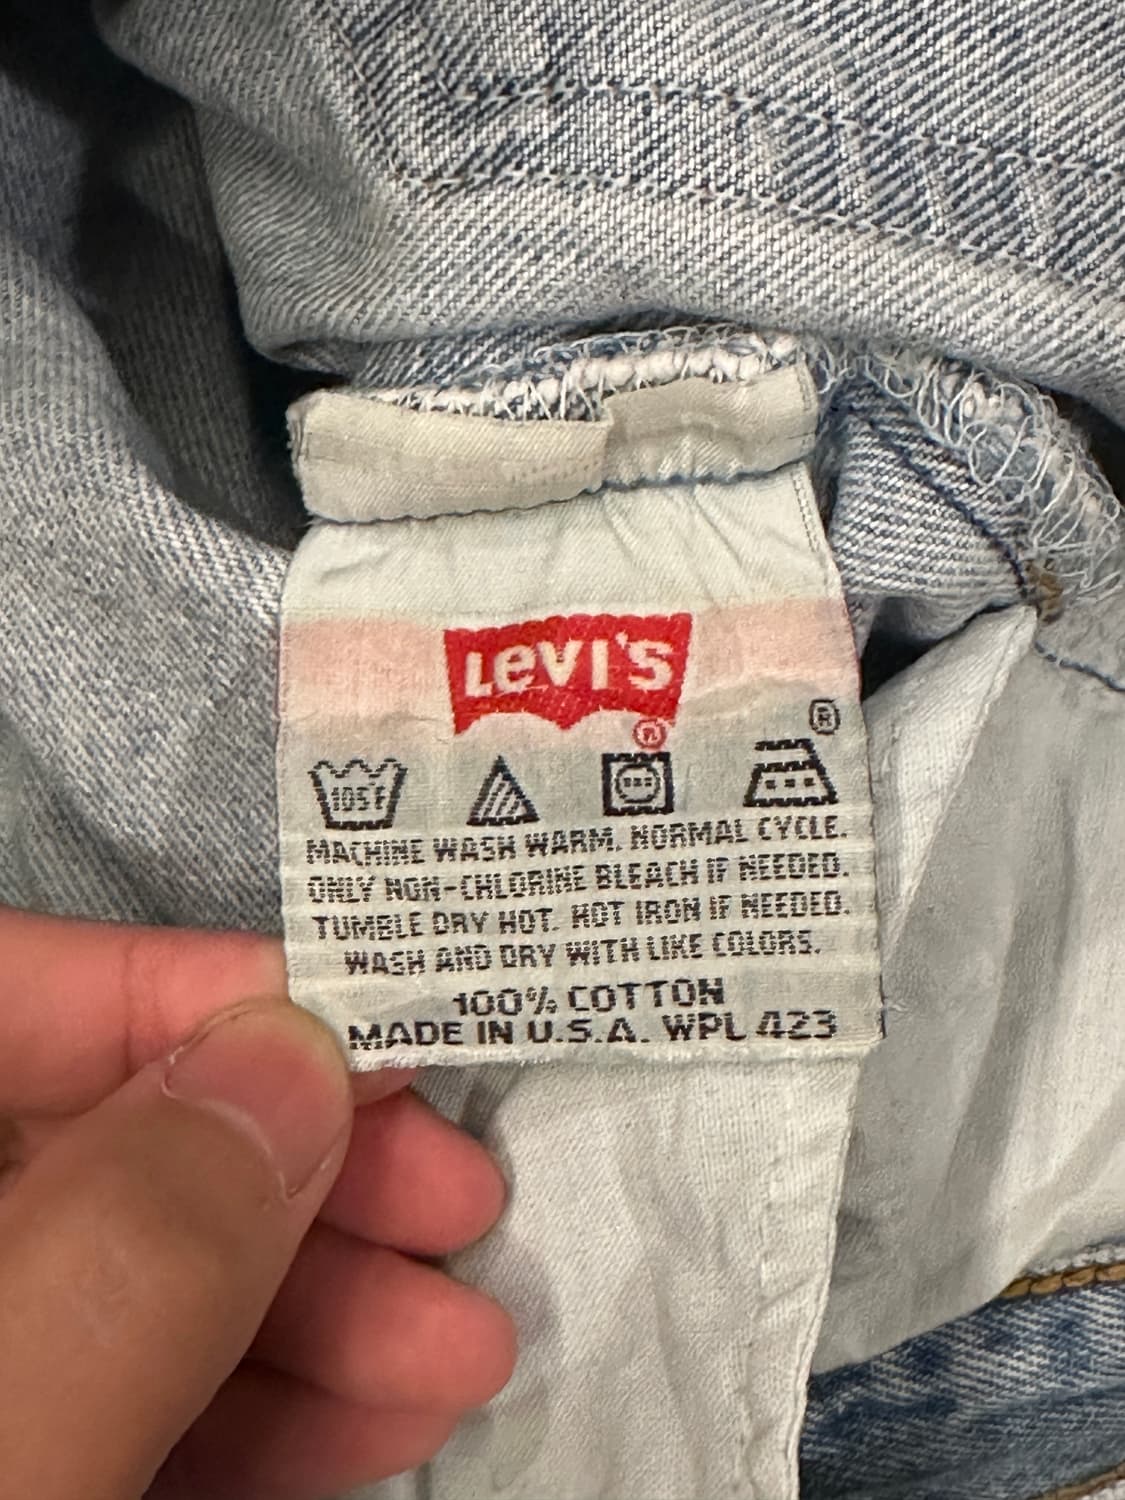 LEVI'S
®
®
105°F
MACHINE WASH WARM. NORMAL CYCLE.
ONLY NON-CHLORINE BLEACH IF NEEDED.
TUMBLE DRY HOT. HOT IRON IF NEEDED.
WASH AND DRY WITH LIKE COLORS.
100% COTTON
MADE IN U.S.A. WPL 423